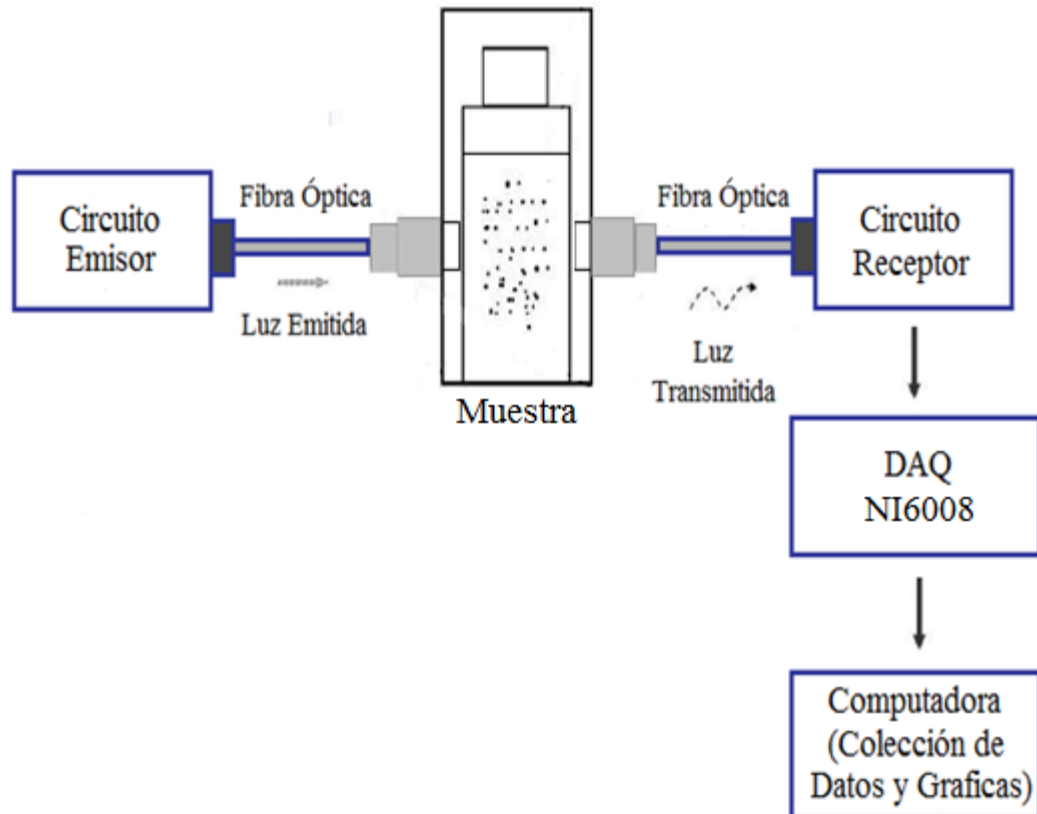 Circuito
Emisor
Fibra Óptica
Luz Emitida
Muestra
Fibra Óptica
Luz
Transmitida
Circuito
Receptor
DAQ
NI6008
Computadora
(Colección de
Datos y Graficas)